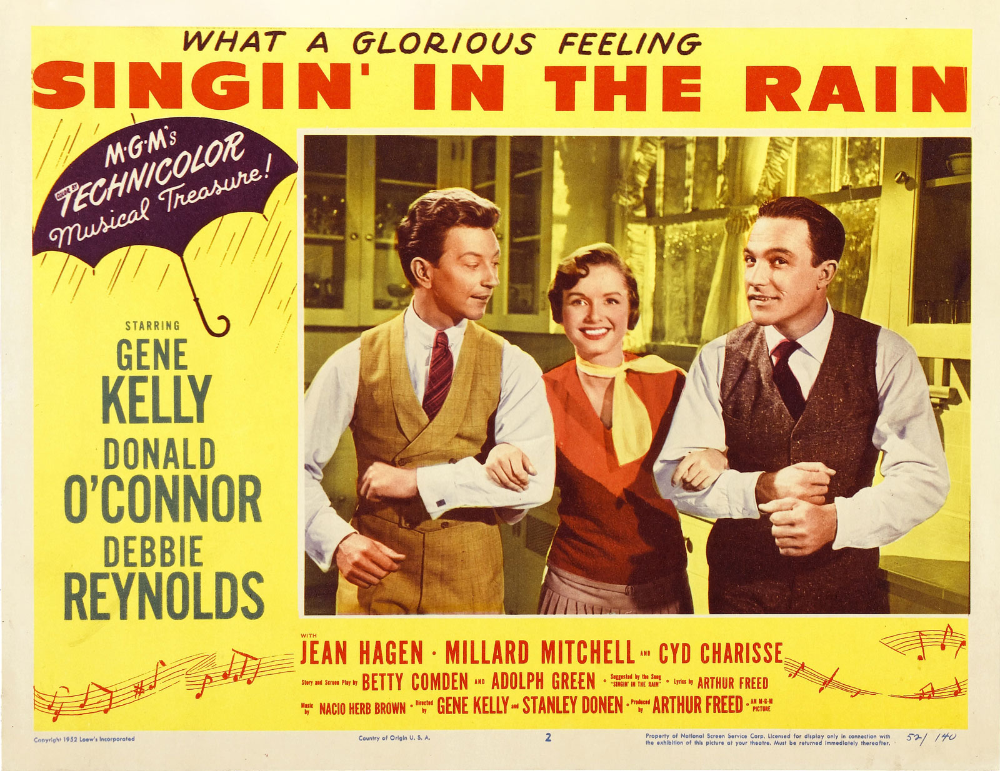 WHAT A GLORIOUS FEELING
SINGIN' IN THE RAIN
M·G·M's
COLOR BY
TECHNICOLOR
Musical Treasure!
STARRING
GENE
KELLY
DONALD
O'CONNOR
DEBBIE
REYNOLDS
WITH
JEAN HAGEN · MILLARD MITCHELL AND CYD CHARISSE
Story and Screen Play by BETTY COMDEN AND ADOLPH GREEN · Suggested by the Song "SINGIN' IN THE RAIN" · Lyrics by ARTHUR FREED
Music by NACIO HERB BROWN · Directed by GENE KELLY and STANLEY DONEN · Produced by ARTHUR FREED · AN M-G-M PICTURE
Copyright 1952 Loew's Incorporated
Country of Origin U. S. A.
2
Property of National Screen Service Corp. Licensed for display only in connection with
the exhibition of this picture at your theatre. Must be returned immediately thereafter.
52/140